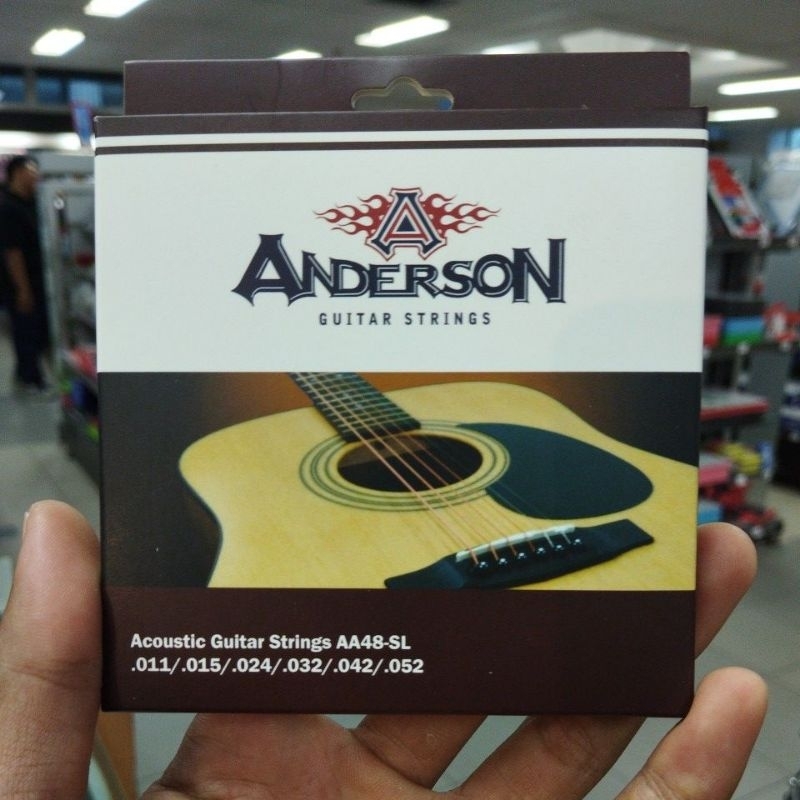 A
ANDERSON
GUITAR STRINGS
Acoustic Guitar Strings AA48-SL
.011/.015/.024/.032/.042/.052